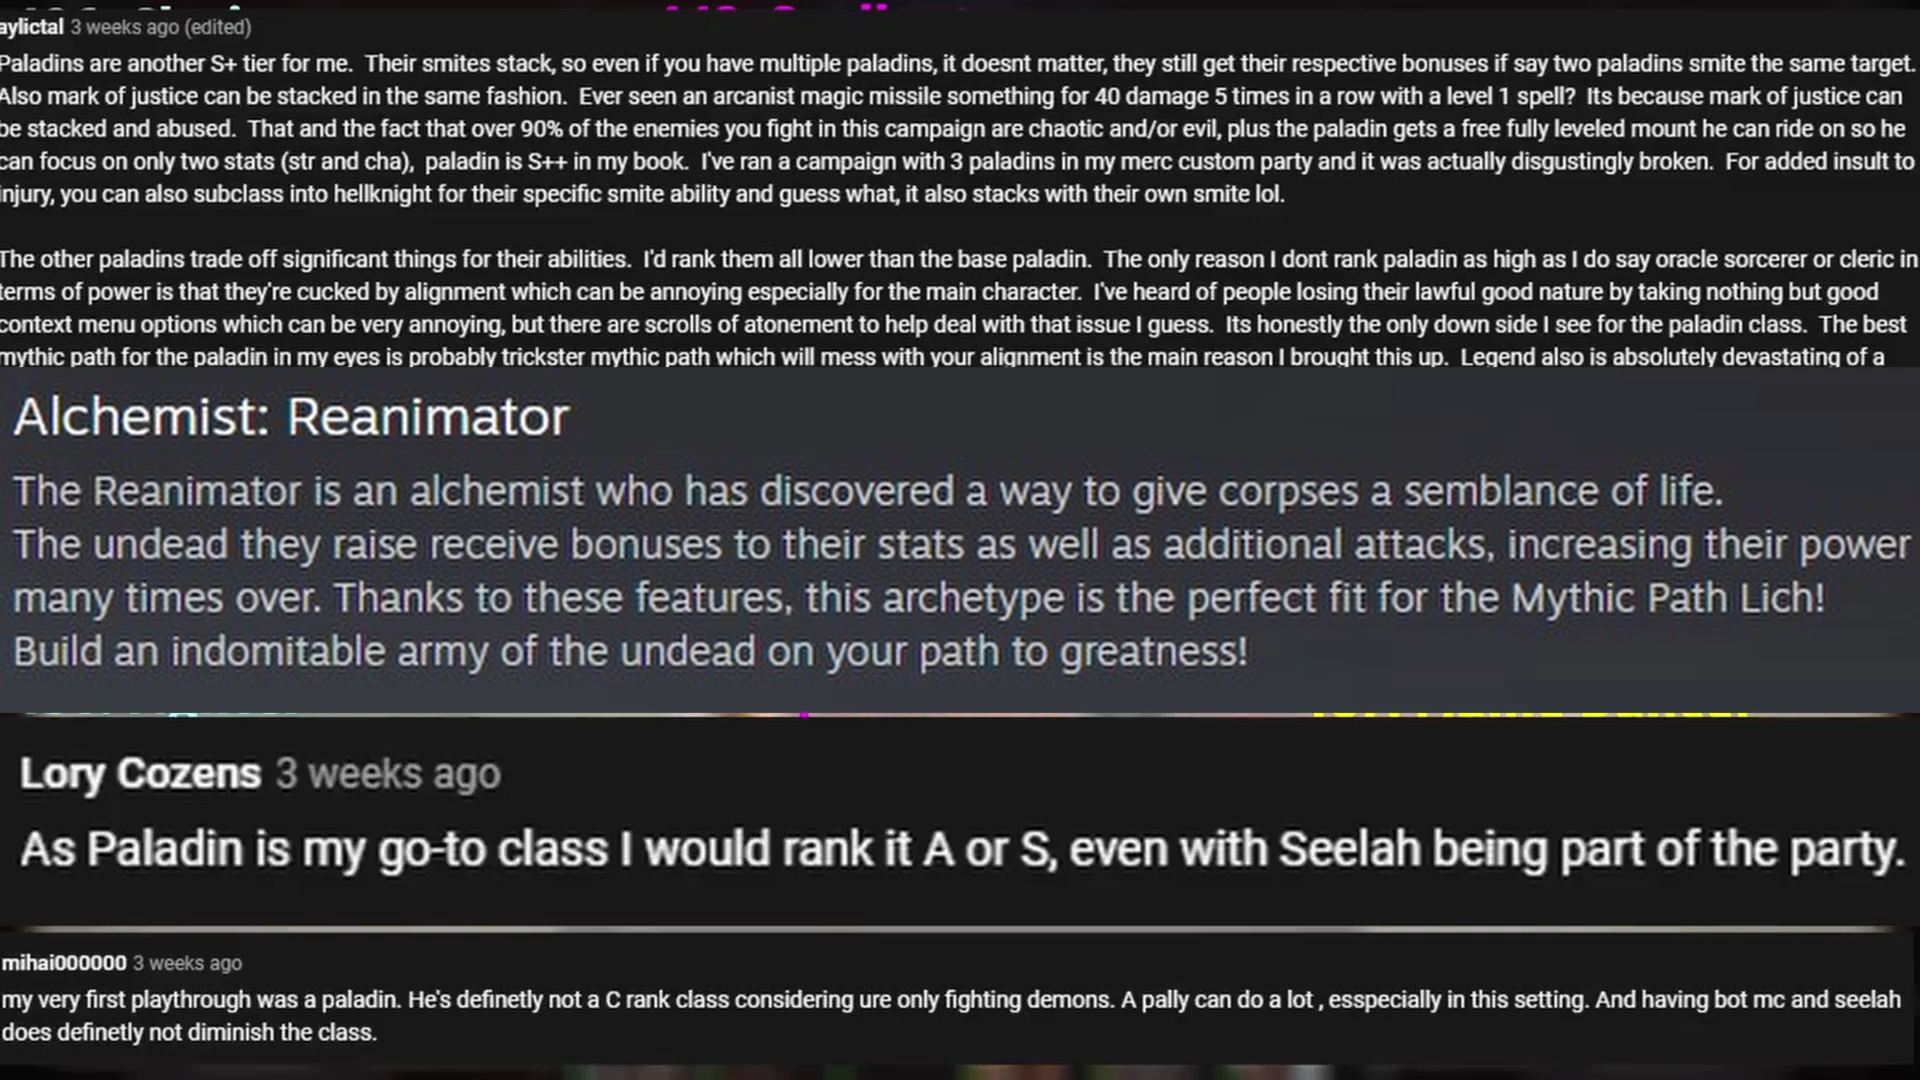 aylictal 3 weeks ago (edited)
Paladins are another S+ tier for me. Their smites stack, so even if you have multiple paladins, it doesnt matter, they still get their respective bonuses if say two paladins smite the same target.
Also mark of justice can be stacked in the same fashion. Ever seen an arcanist magic missile something for 40 damage 5 times in a row with a level 1 spell? Its because mark of justice can
be stacked and abused. That and the fact that over 90% of the enemies you fight in this campaign are chaotic and/or evil, plus the paladin gets a free fully leveled mount he can ride on so he
can focus on only two stats (str and cha), paladin is S++ in my book. I've ran a campaign with 3 paladins in my merc custom party and it was actually disgustingly broken. For added insult to
injury, you can also subclass into hellknight for their specific smite ability and guess what, it also stacks with their own smite lol.
The other paladins trade off significant things for their abilities. I'd rank them all lower than the base paladin. The only reason I dont rank paladin as high as I do say oracle sorcerer or cleric in
terms of power is that they're cucked by alignment which can be annoying especially for the main character. I've heard of people losing their lawful good nature by taking nothing but good
context menu options which can be very annoying, but there are scrolls of atonement to help deal with that issue I guess. Its honestly the only down side I see for the paladin class. The best
mythic path for the paladin in my eyes is probably trickster mythic path which will mess with your alignment is the main reason I brought this up. Legend also is absolutely devastating of a
Alchemist: Reanimator
The Reanimator is an alchemist who has discovered a way to give corpses a semblance of life.
The undead they raise receive bonuses to their stats as well as additional attacks, increasing their power
many times over. Thanks to these features, this archetype is the perfect fit for the Mythic Path Lich!
Build an indomitable army of the undead on your path to greatness!
Lory Cozens 3 weeks ago
As Paladin is my go-to class I would rank it A or S, even with Seelah being part of the party.
mihai000000 3 weeks ago
my very first playthrough was a paladin. He's definetly not a C rank class considering ure only fighting demons. A pally can do a lot , esspecially in this setting. And having bot mc and seelah
does definetly not diminish the class.